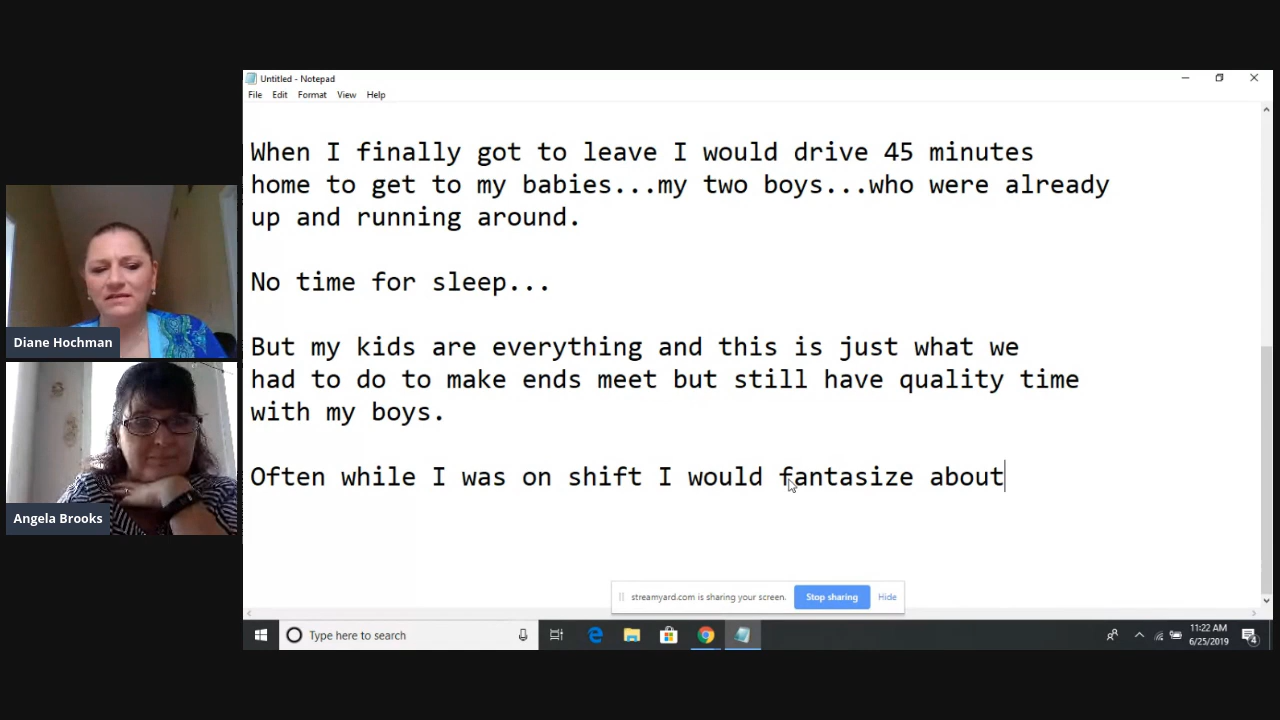 Untitled - Notepad
File Edit Format View Help
When I finally got to leave I would drive 45 minutes
home to get to my babies...my two boys...who were already
up and running around.
No time for sleep...
But my kids are everything and this is just what we
had to do to make ends meet but still have quality time
with my boys.
Often while I was on shift I would fantasize about
Diane Hochman
Angela Brooks
streamyard.com is sharing your screen. Stop sharing Hide
Type here to search
11:22 AM
6/25/2019
4